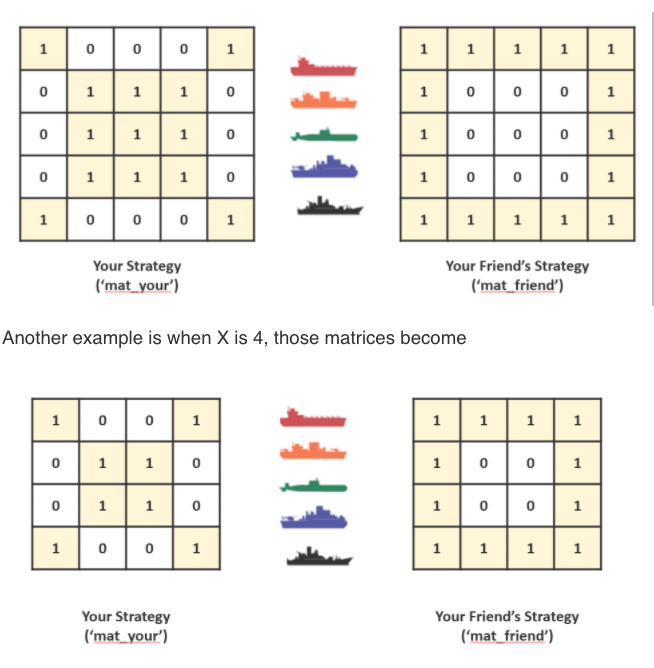 1 0 0 0 1 1 1 1 1 1
0 1 1 1 0 1 0 0 0 1
0 1 1 1 0 1 0 0 0 1
0 1 1 1 0 1 0 0 0 1
1 0 0 0 1 1 1 1 1 1
Your Strategy
('mat_your')
Your Friend's Strategy
('mat_friend')
Another example is when X is 4, those matrices become
1 0 0 1 1 1 1 1
0 1 1 0 1 0 0 1
0 1 1 0 1 0 0 1
1 0 0 1 1 1 1 1
Your Strategy
('mat_your')
Your Friend's Strategy
('mat_friend')